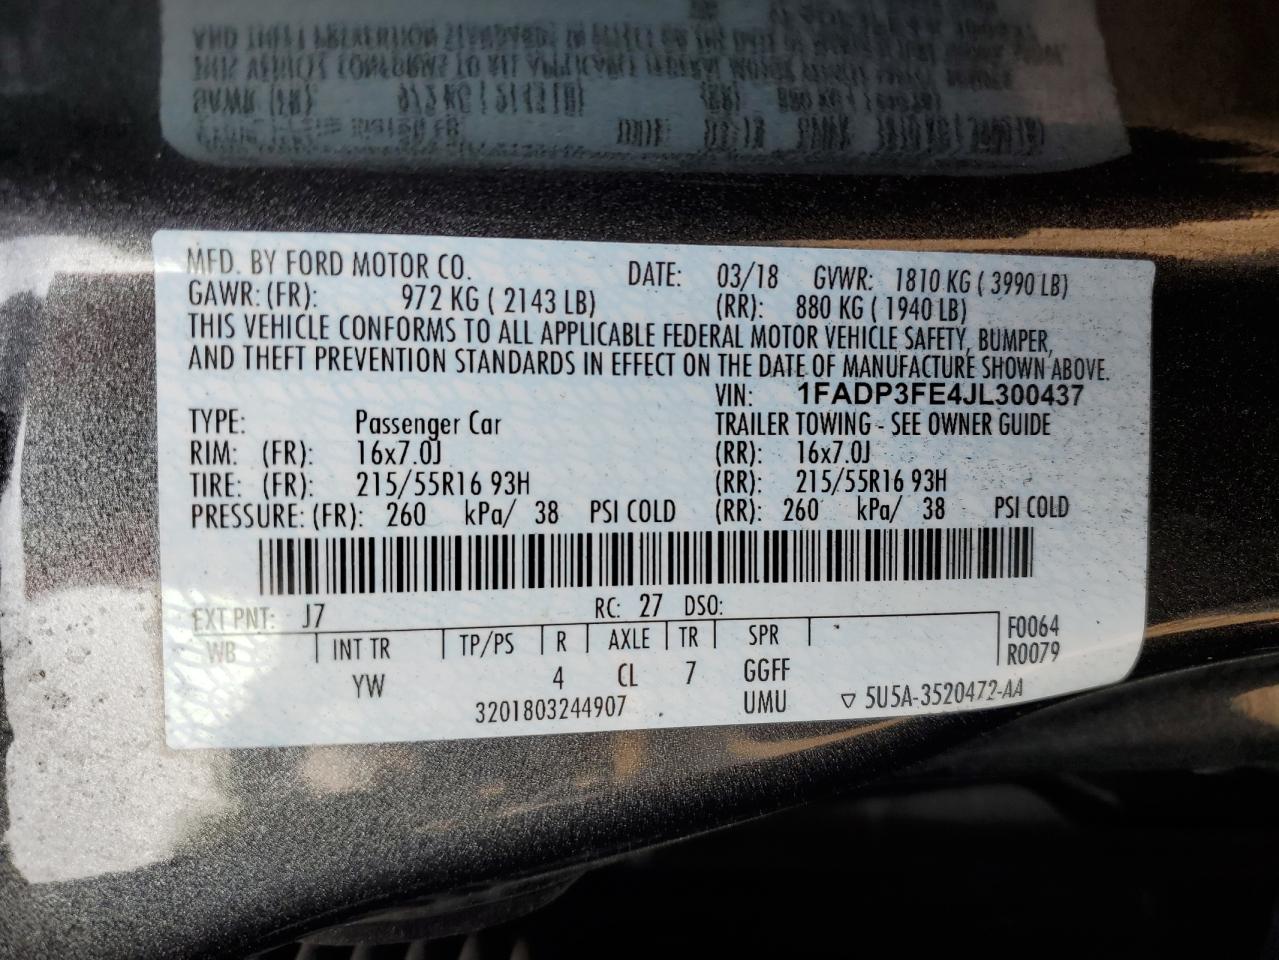 MFD. BY FORD MOTOR CO. DATE: 03/18 GVWR: 1810 KG ( 3990 LB)
GAWR: (FR): 972 KG ( 2143 LB) (RR): 880 KG ( 1940 LB)
THIS VEHICLE CONFORMS TO ALL APPLICABLE FEDERAL MOTOR VEHICLE SAFETY, BUMPER,
AND THEFT PREVENTION STANDARDS IN EFFECT ON THE DATE OF MANUFACTURE SHOWN ABOVE.
VIN: 1FADP3FE4JL300437
TYPE: Passenger Car TRAILER TOWING - SEE OWNER GUIDE
RIM: (FR): 16x7.0J (RR): 16x7.0J
TIRE: (FR): 215/55R16 93H (RR): 215/55R16 93H
PRESSURE: (FR): 260 kPa/ 38 PSI COLD (RR): 260 kPa/ 38 PSI COLD
EXT PNT: J7 RC: 27 DSO:
WB INT TR TP/PS R AXLE TR SPR F0064
YW 4 CL 7 GGFF R0079
3201803244907 UMU ▽ 5U5A-3520472-AA